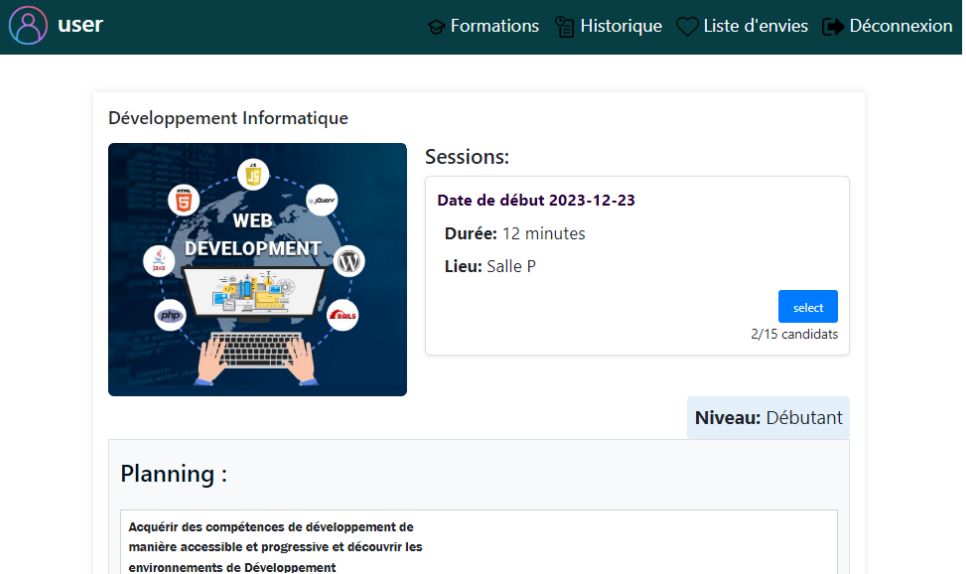 user
Formations
Historique
Liste d'envies
Déconnexion
Développement Informatique
JS
HTML
jQuery
WEB
DEVELOPMENT
Java
php
RAILS
Sessions:
Date de début 2023-12-23
Durée: 12 minutes
Lieu: Salle P
select
2/15 candidats
Niveau: Débutant
Planning :
Acquérir des compétences de développement de
manière accessible et progressive et découvrir les
environnements de Développement